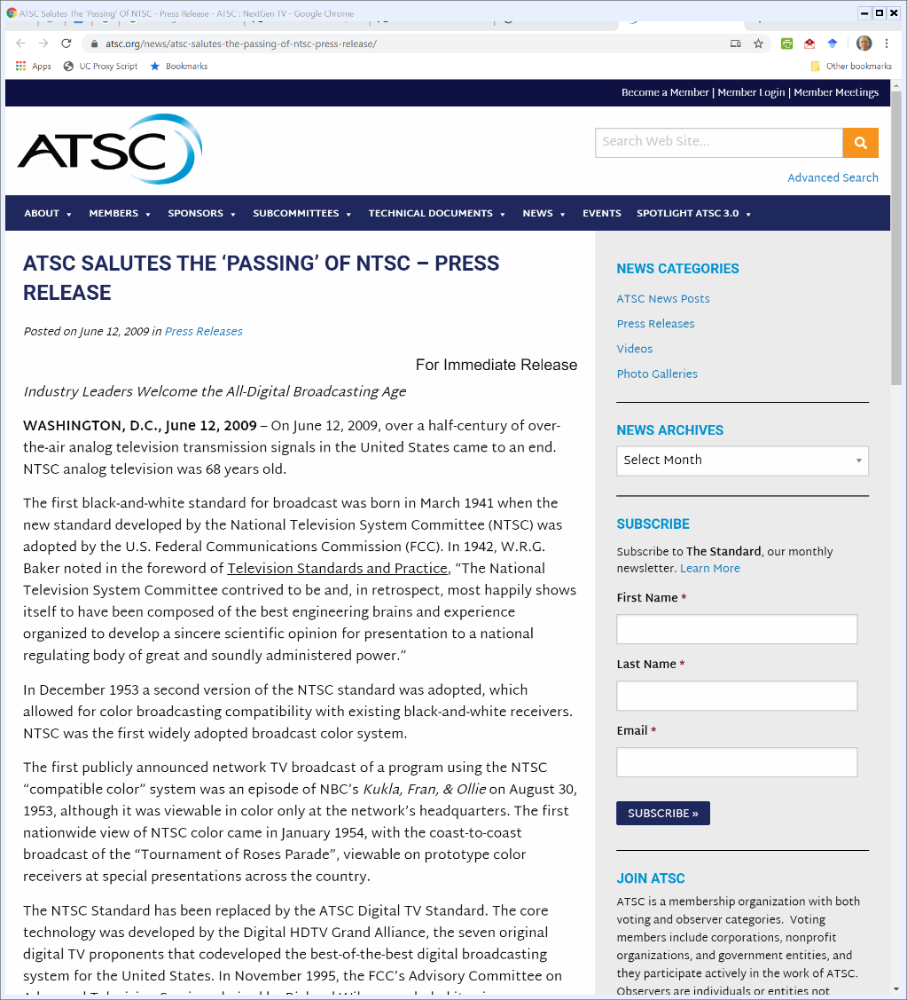 ATSC Salutes The 'Passing' Of NTSC - Press Release - ATSC : NextGen TV - Google Chrome
atsc.org/news/atsc-salutes-the-passing-of-ntsc-press-release/
Apps UC Proxy Script Bookmarks Other bookmarks
Become a Member | Member Login | Member Meetings
ATSC
Search Web Site...
Advanced Search
ABOUT MEMBERS SPONSORS SUBCOMMITTEES TECHNICAL DOCUMENTS NEWS EVENTS SPOTLIGHT ATSC 3.0
ATSC SALUTES THE ‘PASSING’ OF NTSC – PRESS
RELEASE
Posted on June 12, 2009 in Press Releases
For Immediate Release
Industry Leaders Welcome the All-Digital Broadcasting Age
WASHINGTON, D.C., June 12, 2009 – On June 12, 2009, over a half-century of over-
the-air analog television transmission signals in the United States came to an end.
NTSC analog television was 68 years old.
The first black-and-white standard for broadcast was born in March 1941 when the
new standard developed by the National Television System Committee (NTSC) was
adopted by the U.S. Federal Communications Commission (FCC). In 1942, W.R.G.
Baker noted in the foreword of Television Standards and Practice, “The National
Television System Committee contrived to be and, in retrospect, most happily shows
itself to have been composed of the best engineering brains and experience
organized to develop a sincere scientific opinion for presentation to a national
regulating body of great and soundly administered power.”
In December 1953 a second version of the NTSC standard was adopted, which
allowed for color broadcasting compatibility with existing black-and-white receivers.
NTSC was the first widely adopted broadcast color system.
The first publicly announced network TV broadcast of a program using the NTSC
“compatible color” system was an episode of NBC’s Kukla, Fran, & Ollie on August 30,
1953, although it was viewable in color only at the network’s headquarters. The first
nationwide view of NTSC color came in January 1954, with the coast-to-coast
broadcast of the “Tournament of Roses Parade”, viewable on prototype color
receivers at special presentations across the country.
The NTSC Standard has been replaced by the ATSC Digital TV Standard. The core
technology was developed by the Digital HDTV Grand Alliance, the seven original
digital TV proponents that codeveloped the best-of-the-best digital broadcasting
system for the United States. In November 1995, the FCC’s Advisory Committee on
NEWS CATEGORIES
ATSC News Posts
Press Releases
Videos
Photo Galleries
NEWS ARCHIVES
Select Month
SUBSCRIBE
Subscribe to The Standard, our monthly
newsletter. Learn More
First Name *
Last Name *
Email *
SUBSCRIBE »
JOIN ATSC
ATSC is a membership organization with both
voting and observer categories. Voting
members include corporations, nonprofit
organizations, and government entities, and
they participate actively in the work of ATSC.
Observers are individuals or entities not